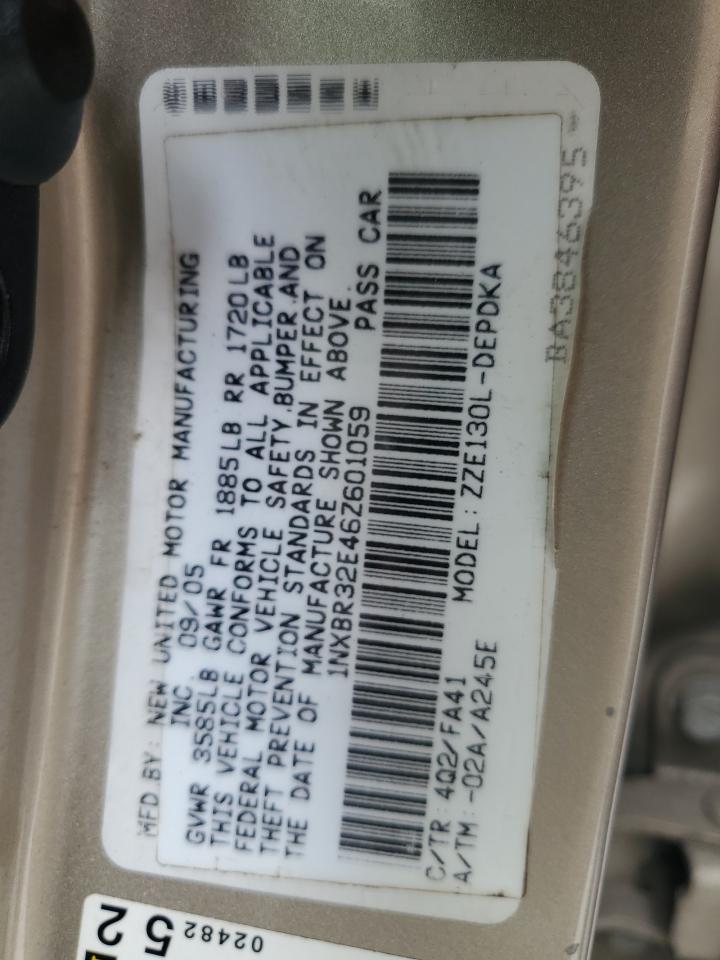 MFD BY: NEW UNITED MOTOR MANUFACTURING
INC. 09/05
GVWR 3585LB GAWR FR 1885LB RR 1720LB
THIS VEHICLE CONFORMS TO ALL APPLICABLE
FEDERAL MOTOR VEHICLE SAFETY,BUMPER,AND
THEFT PREVENTION STANDARDS IN EFFECT ON
THE DATE OF MANUFACTURE SHOWN ABOVE.
1NXBR32E46Z601059 PASS CAR
C/TR: 4Q2/FA41 MODEL: ZZE130L-DEPDKA
A/TM: -02A/A245E
BA3846395
02482
52